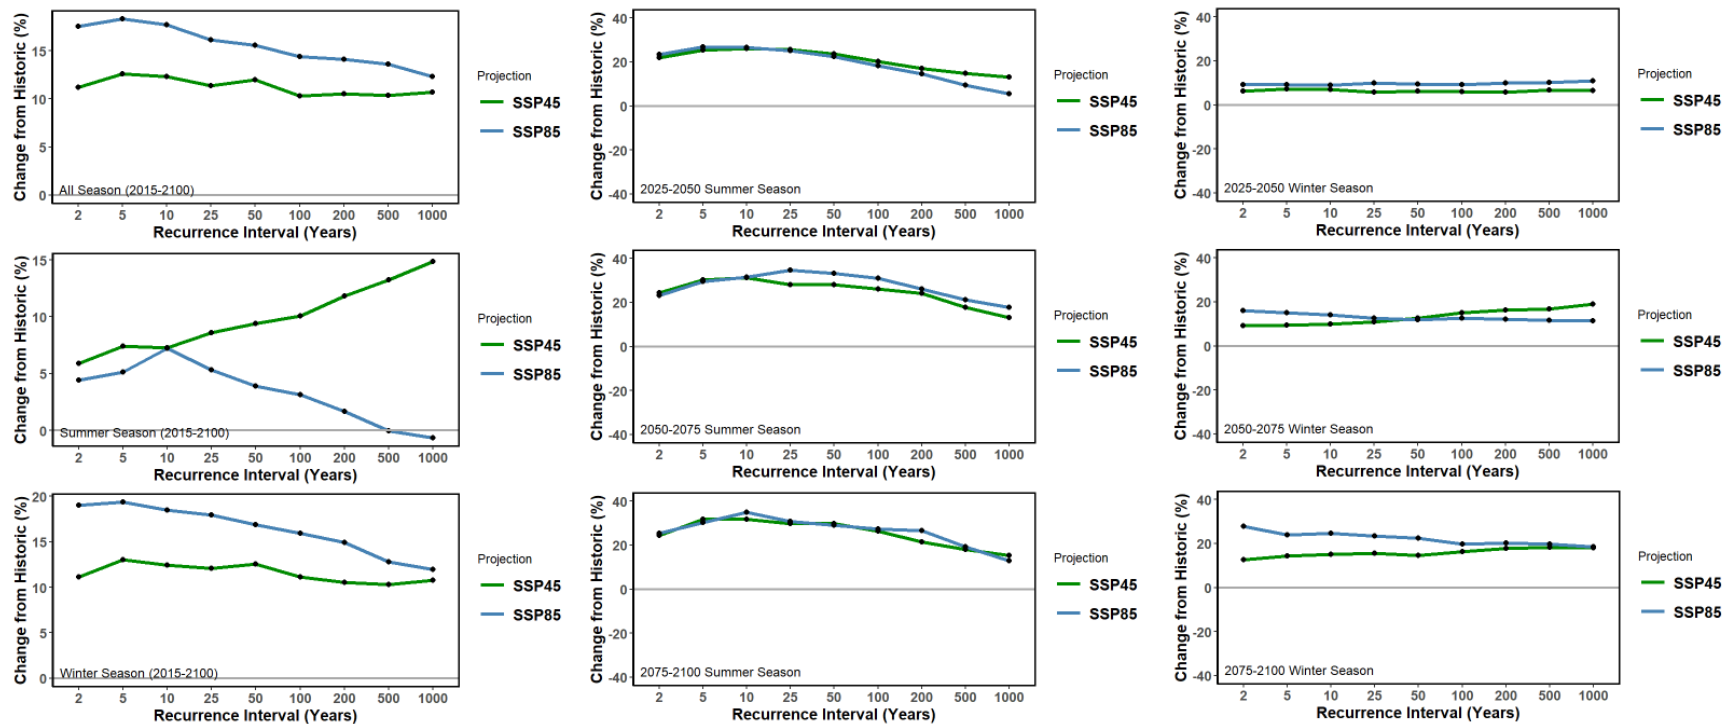 Change from Historic (%)
15
10
5
0
All Season (2015-2100)
2 5 10 25 50 100 200 500 1000
Recurrence Interval (Years)
Projection
SSP45
SSP85
Change from Historic (%)
40
20
0
-20
-40
2025-2050 Summer Season
2 5 10 25 50 100 200 500 1000
Recurrence Interval (Years)
Projection
SSP45
SSP85
Change from Historic (%)
40
20
0
-20
-40
2025-2050 Winter Season
2 5 10 25 50 100 200 500 1000
Recurrence Interval (Years)
Projection
SSP45
SSP85
Change from Historic (%)
15
10
5
0
Summer Season (2015-2100)
2 5 10 25 50 100 200 500 1000
Recurrence Interval (Years)
Projection
SSP45
SSP85
Change from Historic (%)
40
20
0
-20
-40
2050-2075 Summer Season
2 5 10 25 50 100 200 500 1000
Recurrence Interval (Years)
Projection
SSP45
SSP85
Change from Historic (%)
40
20
0
-20
-40
2050-2075 Winter Season
2 5 10 25 50 100 200 500 1000
Recurrence Interval (Years)
Projection
SSP45
SSP85
Change from Historic (%)
20
15
10
5
0
Winter Season (2015-2100)
2 5 10 25 50 100 200 500 1000
Recurrence Interval (Years)
Projection
SSP45
SSP85
Change from Historic (%)
40
20
0
-20
-40
2075-2100 Summer Season
2 5 10 25 50 100 200 500 1000
Recurrence Interval (Years)
Projection
SSP45
SSP85
Change from Historic (%)
40
20
0
-20
-40
2075-2100 Winter Season
2 5 10 25 50 100 200 500 1000
Recurrence Interval (Years)
Projection
SSP45
SSP85